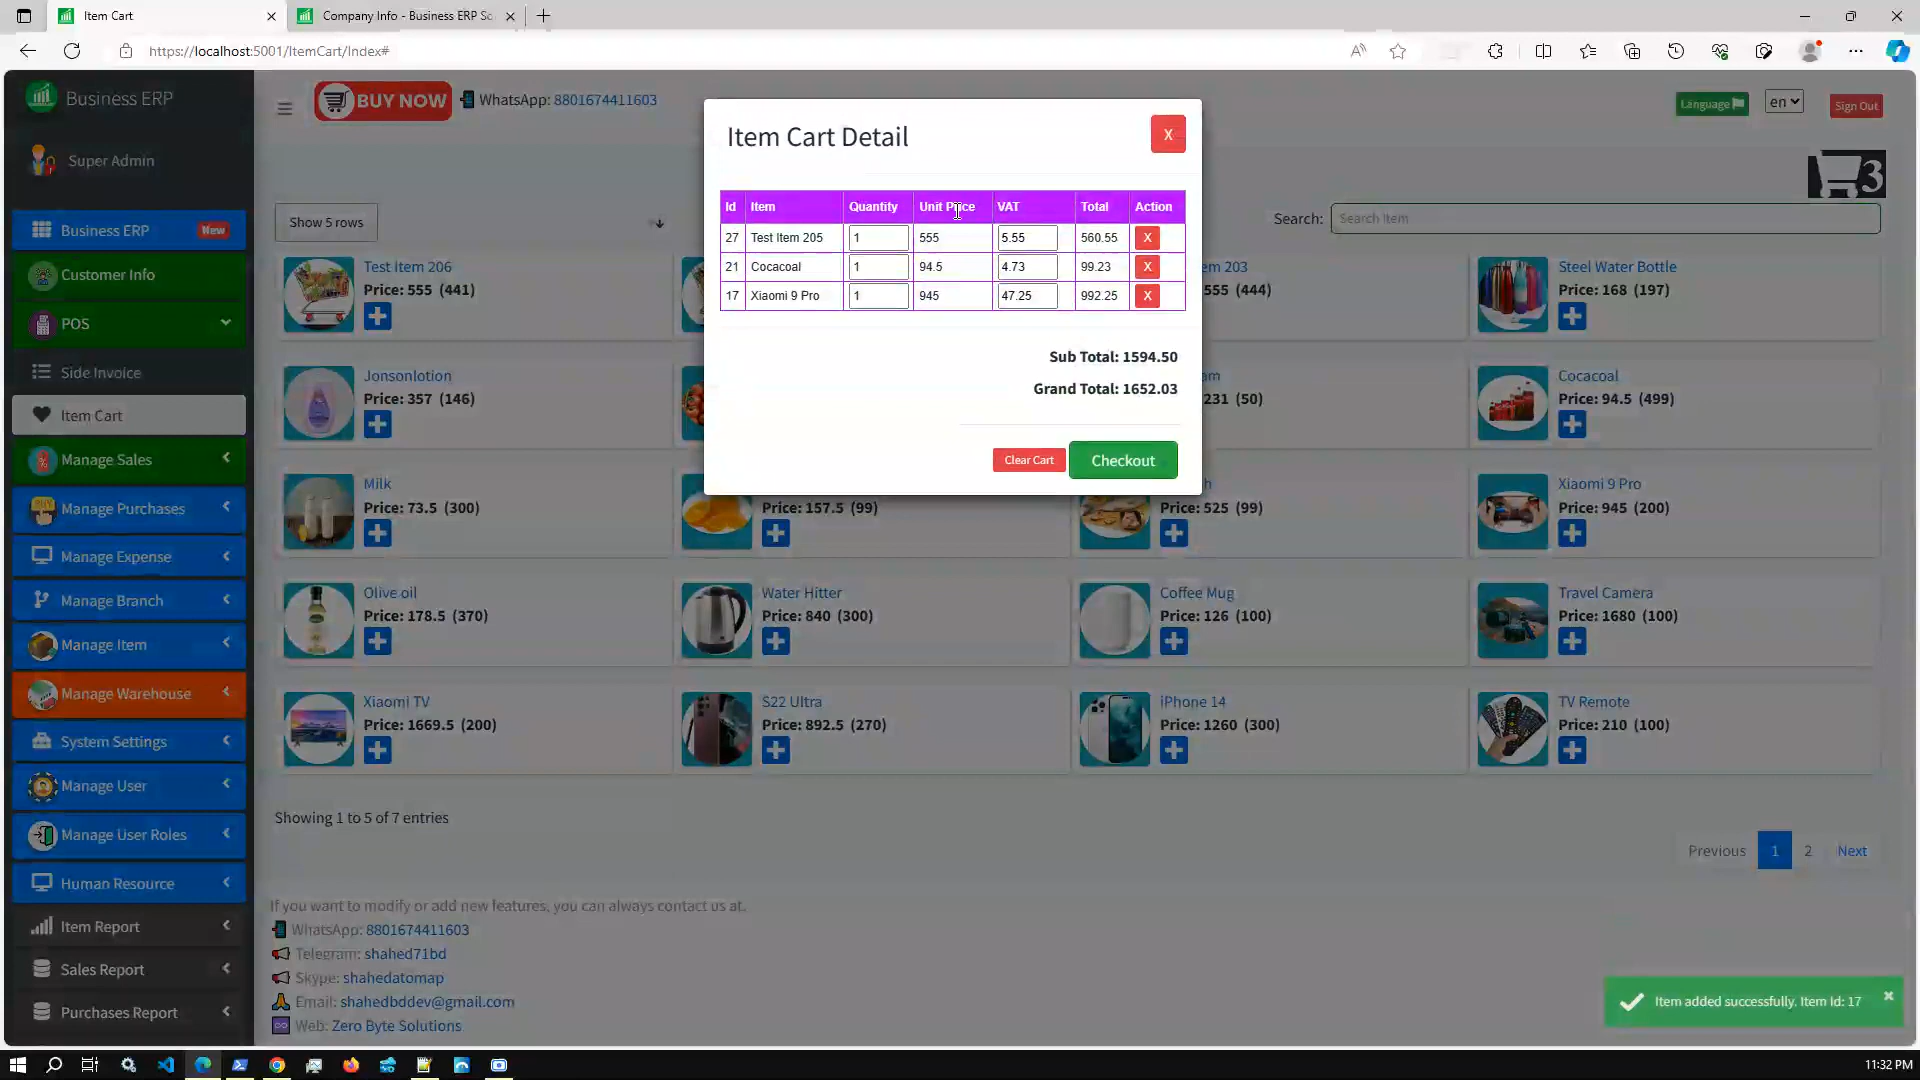 Item Cart
Company Info - Business ERP So
https://localhost:5001/ItemCart/Index#
Business ERP
BUY NOW
WhatsApp: 8801674411603
Language
en
Sign Out
Super Admin
3
Business ERP New
Customer Info
POS
Side Invoice
Item Cart
Manage Sales
Manage Purchases
Manage Expense
Manage Branch
Manage Item
Manage Warehouse
System Settings
Manage User
Manage User Roles
Human Resource
Item Report
Sales Report
Purchases Report
Show 5 rows
Search: Search Item
Item Cart Detail
X
Id Item Quantity Unit Price VAT Total Action
27 Test Item 205 1 555 5.55 560.55 X
21 Cocacoal 1 94.5 4.73 99.23 X
17 Xiaomi 9 Pro 1 945 47.25 992.25 X
Sub Total: 1594.50
Grand Total: 1652.03
Clear Cart
Checkout
Test Item 206
Price: 555 (441)
m 203
555 (444)
Steel Water Bottle
Price: 168 (197)
Jonsonlotion
Price: 357 (146)
am
231 (50)
Cocacoal
Price: 94.5 (499)
Milk
Price: 73.5 (300)
Price: 157.5 (99)
h
Price: 525 (99)
Xiaomi 9 Pro
Price: 945 (200)
Olive oil
Price: 178.5 (370)
Water Hitter
Price: 840 (300)
Coffee Mug
Price: 126 (100)
Travel Camera
Price: 1680 (100)
Xiaomi TV
Price: 1669.5 (200)
S22 Ultra
Price: 892.5 (270)
iPhone 14
Price: 1260 (300)
TV Remote
Price: 210 (100)
Showing 1 to 5 of 7 entries
Previous 1 2 Next
If you want to modify or add new features, you can always contact us at.
WhatsApp: 8801674411603
Telegram: shahed71bd
Skype: shahedatomap
Email: shahedbddev@gmail.com
Web: Zero Byte Solutions
Item added successfully. Item Id: 17
11:32 PM